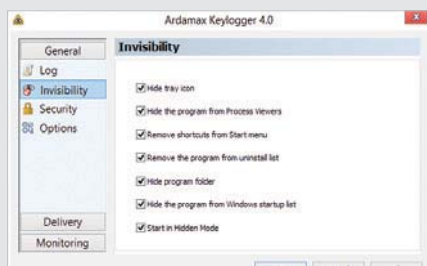 Ardamax Keylogger 4.0
General
Log
Invisibility
Security
Options
Delivery
Monitoring
Invisibility
Hide tray icon
Hide the program from Process Viewers
Remove shortcuts from Start menu
Remove the program from uninstall list
Hide program folder
Hide the program from Windows startup list
Start in Hidden Mode